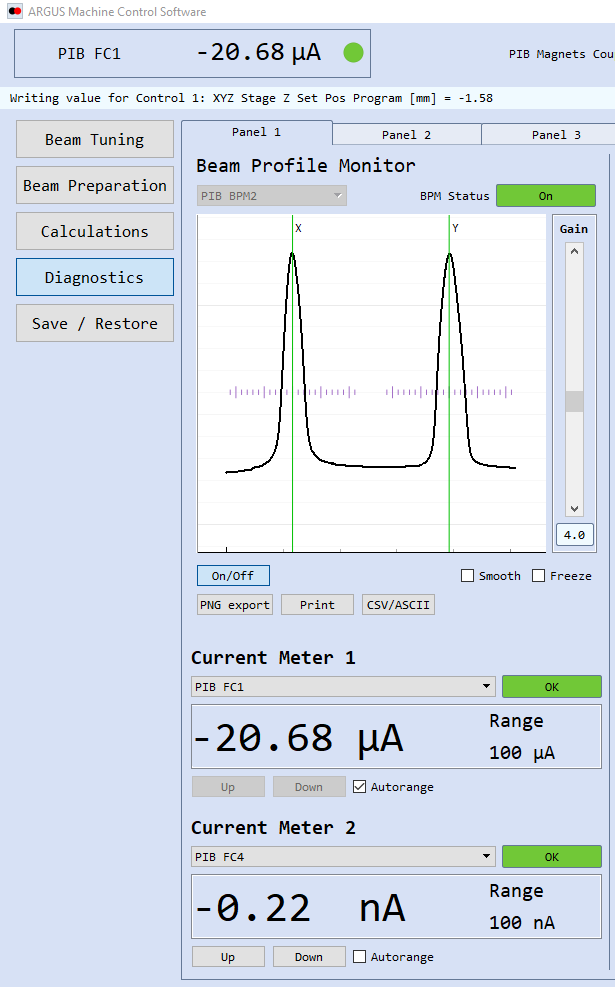 ARGUS Machine Control Software
PIB FC1 -20.68 µA PIB Magnets Cou
Writing value for Control 1: XYZ Stage Z Set Pos Program [mm] = -1.58
Beam Tuning
Beam Preparation
Calculations
Diagnostics
Save / Restore
Panel 1 Panel 2 Panel 3
Beam Profile Monitor
PIB BPM2 BPM Status On
X Y
Gain
4.0
On/Off Smooth Freeze
PNG export Print CSV/ASCII
Current Meter 1
PIB FC1 OK
-20.68 µA
Range
100 µA
Up Down Autorange
Current Meter 2
PIB FC4 OK
-0.22 nA
Range
100 nA
Up Down Autorange